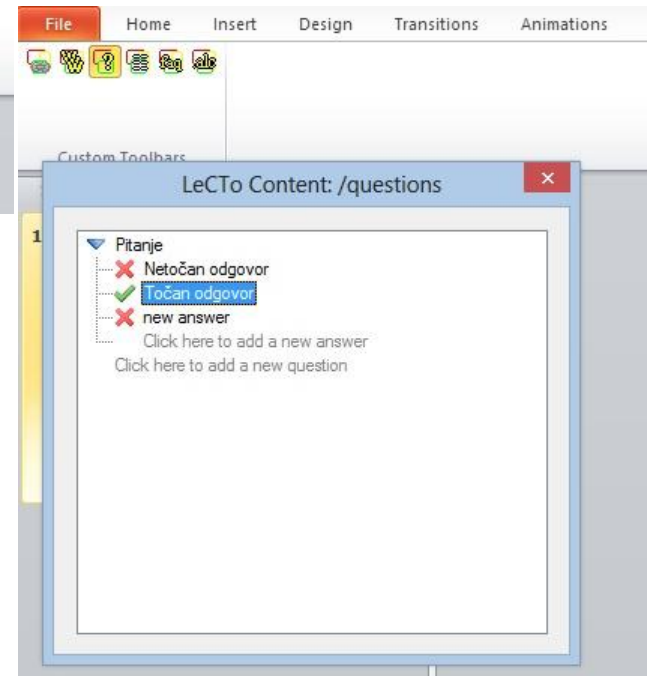 File Home Insert Design Transitions Animations
Custom Toolbars
LeCTo Content: /questions
1
Pitanje
Netočan odgovor
Točan odgovor
new answer
Click here to add a new answer
Click here to add a new question